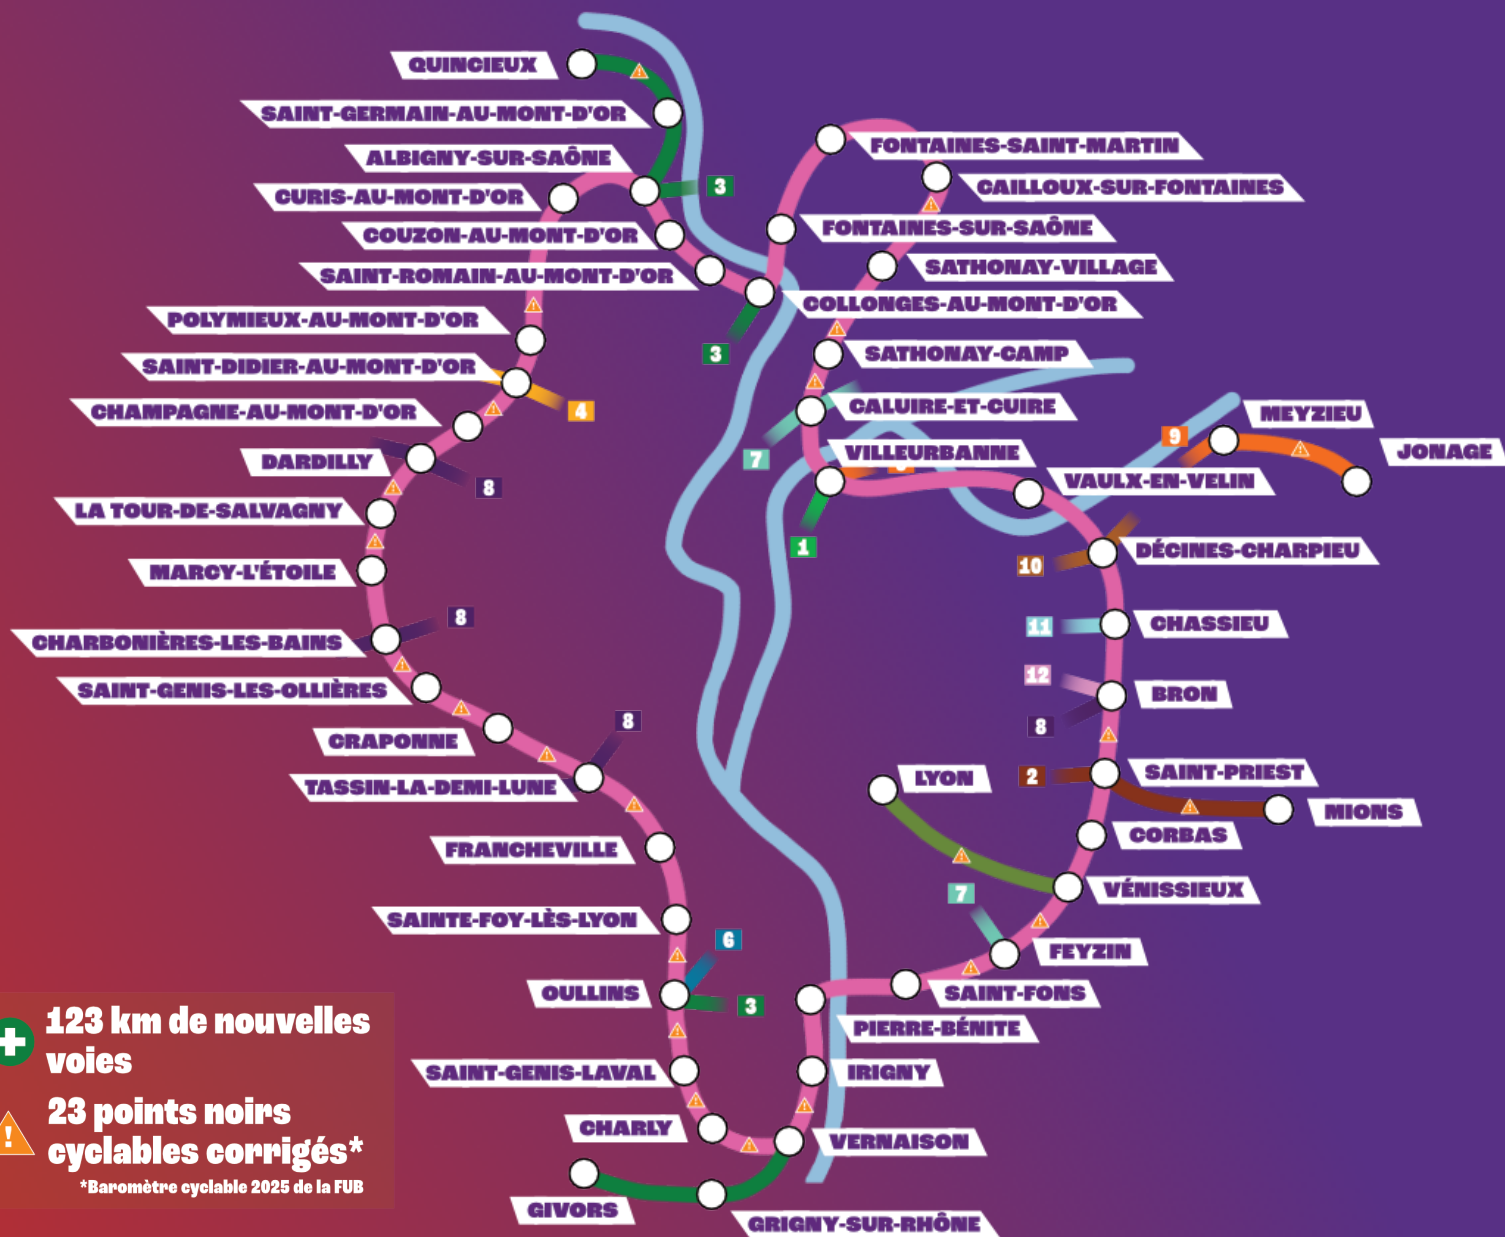 QUINCIEUX
SAINT-GERMAIN-AU-MONT-D'OR
ALBIGNY-SUR-SAÔNE
3
CURIS-AU-MONT-D'OR
COUZON-AU-MONT-D'OR
SAINT-ROMAIN-AU-MONT-D'OR
FONTAINES-SAINT-MARTIN
CAILLOUX-SUR-FONTAINES
FONTAINES-SUR-SAÔNE
SATHONAY-VILLAGE
COLLONGES-AU-MONT-D'OR
3
POLYMIEUX-AU-MONT-D'OR
SAINT-DIDIER-AU-MONT-D'OR
4
CHAMPAGNE-AU-MONT-D'OR
DARDILLY
8
LA TOUR-DE-SALVAGNY
MARCY-L'ÉTOILE
CHARBONIÈRES-LES-BAINS
8
SAINT-GENIS-LES-OLLIÈRES
CRAPONNE
8
TASSIN-LA-DEMI-LUNE
FRANCHEVILLE
SAINTE-FOY-LÈS-LYON
6
OULLINS
3
SAINT-GENIS-LAVAL
CHARLY
GIVORS
GRIGNY-SUR-RHÔNE
SATHONAY-CAMP
CALUIRE-ET-CUIRE
7
VILLEURBANNE
1
VAULX-EN-VELIN
9
MEYZIEU
JONAGE
10
DÉCINES-CHARPIEU
11
CHASSIEU
12
BRON
8
2
SAINT-PRIEST
MIONS
CORBAS
LYON
VÉNISSIEUX
7
FEYZIN
SAINT-FONS
PIERRE-BÉNITE
IRIGNY
VERNAISON
123 km de nouvelles
voies
23 points noirs
cyclables corrigés*
*Baromètre cyclable 2025 de la FUB